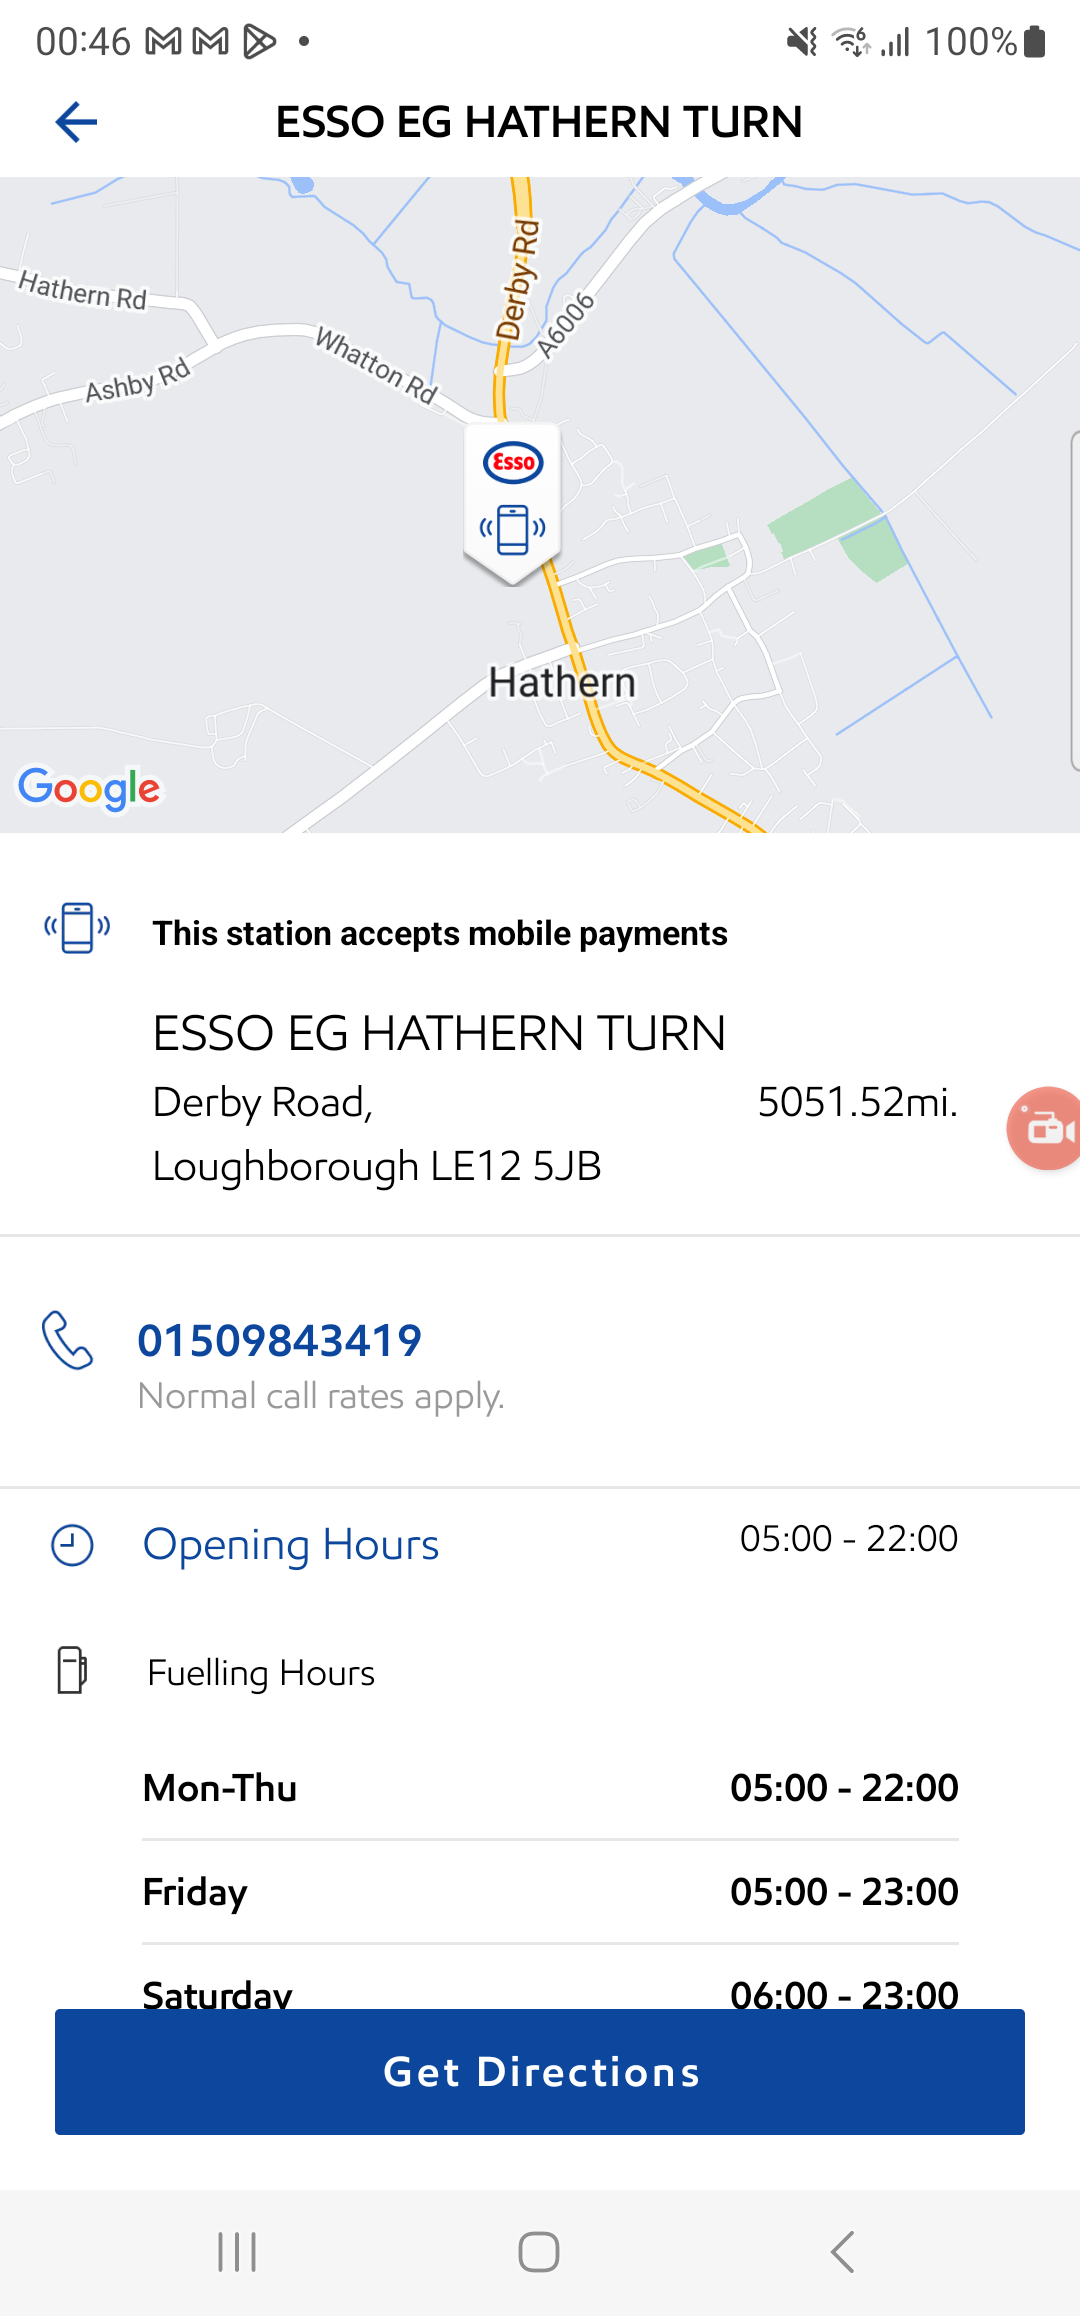 00:46
100%
ESSO EG HATHERN TURN
Derby Rd
Hathern Rd
A6006
Whatton Rd
Ashby Rd
Esso
Hathern
Google
This station accepts mobile payments
ESSO EG HATHERN TURN
Derby Road, 5051.52mi.
Loughborough LE12 5JB
01509843419
Normal call rates apply.
Opening Hours 05:00 - 22:00
Fuelling Hours
Mon-Thu 05:00 - 22:00
Friday 05:00 - 23:00
Saturday 06:00 - 23:00
Get Directions